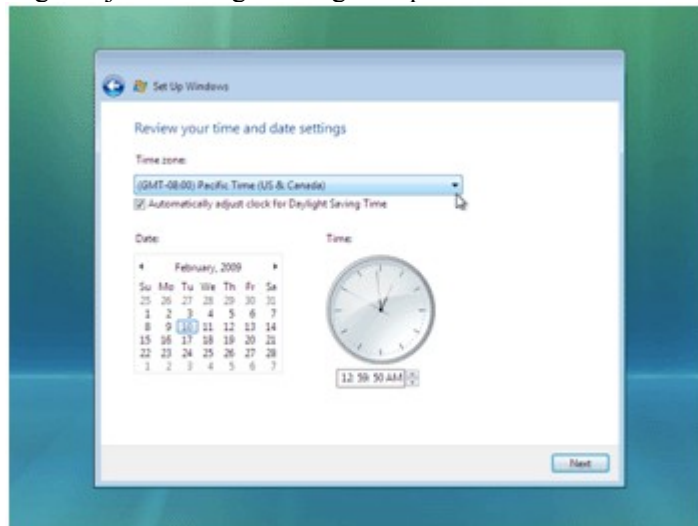 Set Up Windows
Review your time and date settings
Time zone:
(GMT-08:00) Pacific Time (US & Canada)
Automatically adjust clock for Daylight Saving Time
Date:
Time:
February, 2009
Su Mo Tu We Th Fr Sa
25 26 27 28 29 30 31
1 2 3 4 5 6 7
8 9 10 11 12 13 14
15 16 17 18 19 20 21
22 23 24 25 26 27 28
1 2 3 4 5 6 7
12:59:50 AM
Next